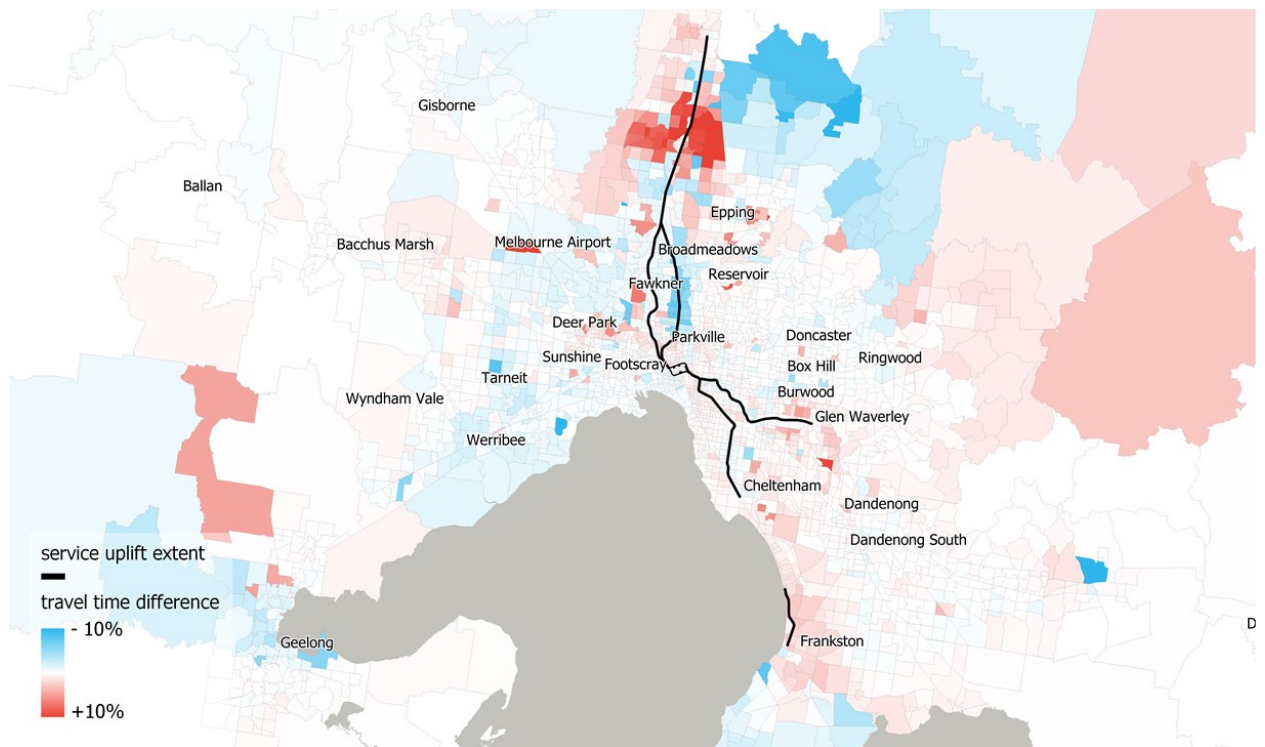 Gisborne
Ballan
Epping
Bacchus Marsh
Melbourne Airport
Broadmeadows
Reservoir
Fawkner
Deer Park
Parkville
Doncaster
Sunshine
Footscray
Box Hill
Ringwood
Tarneit
Burwood
Wyndham Vale
Glen Waverley
Werribee
Cheltenham
Dandenong
Dandenong South
service uplift extent
travel time difference
- 10%
D
Geelong
Frankston
+10%